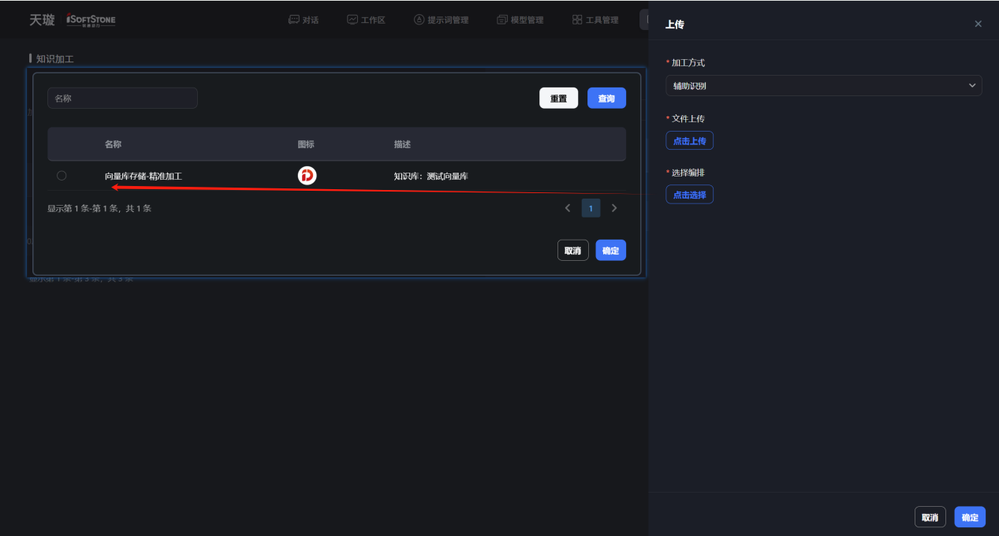 天璇 iSoftStone 软通动力
对话 工作区 提示词管理 模型管理 工具管理
上传
知识加工
* 加工方式
辅助识别
* 文件上传
点击上传
* 选择编排
点击选择
名称 重置 查询
名称 图标 描述
向量库存储-精准加工 知识库：测试向量库
显示第 1 条-第 1 条，共 1 条 1
取消 确定
显示第 1 条-第 3 条，共 3 条
取消 确定